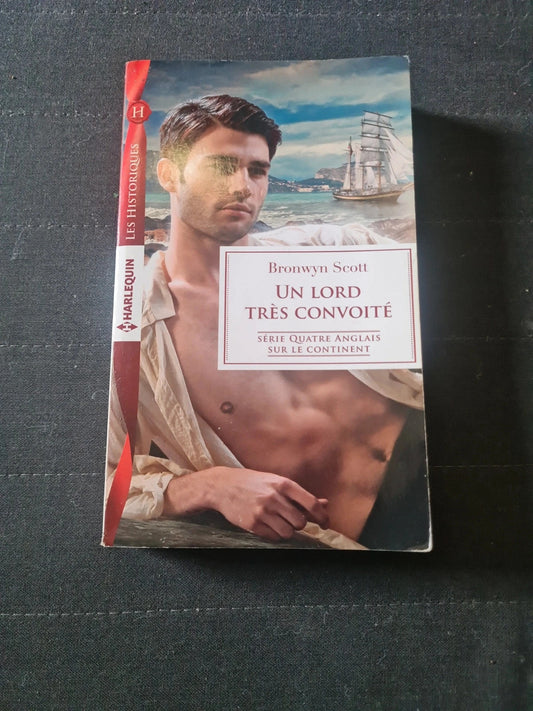 H
LES HISTORIQUES
HARLEQUIN
Bronwyn Scott
UN LORD
TRÈS CONVOITÉ
SÉRIE QUATRE ANGLAIS
SUR LE CONTINENT